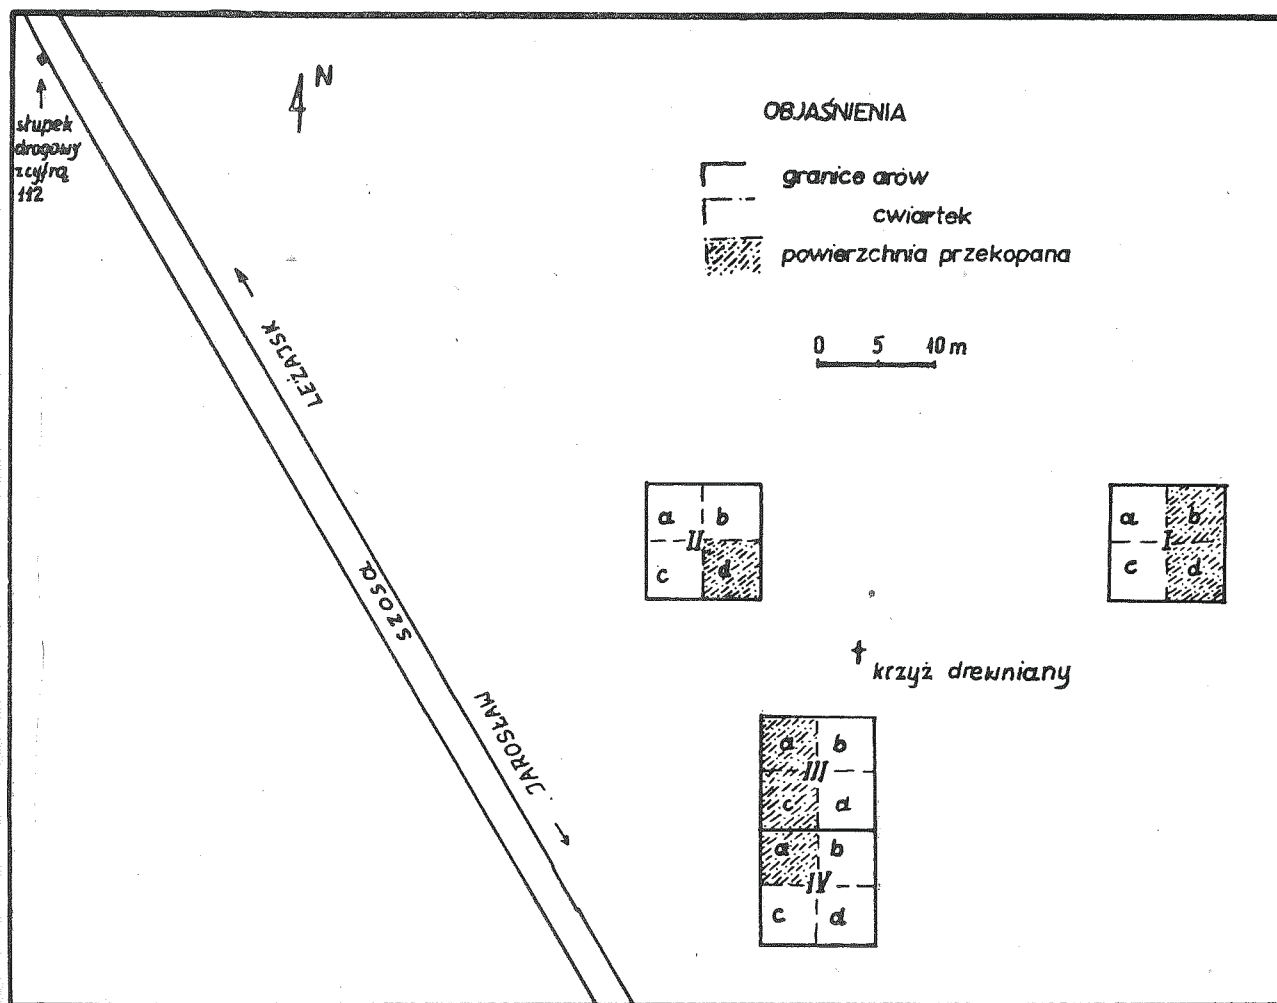 N
słupek
drogowy
z cyfrą
112
OBJAŚNIENIA
granice arów
cwiartek
powierzchnia przekopana
0 5 10 m
LEŻAJSK
SZOSA
JAROSŁAW
a b
II
c d
a b
I
c d
krzyż drewniany
a b
III
c d
a b
IV
c d